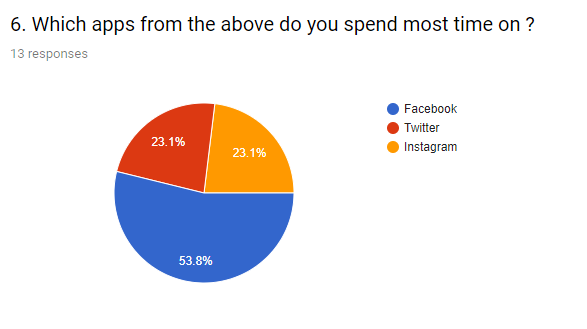 6. Which apps from the above do you spend most time on ?
13 responses
Facebook
Twitter
Instagram
23.1%
23.1%
53.8%